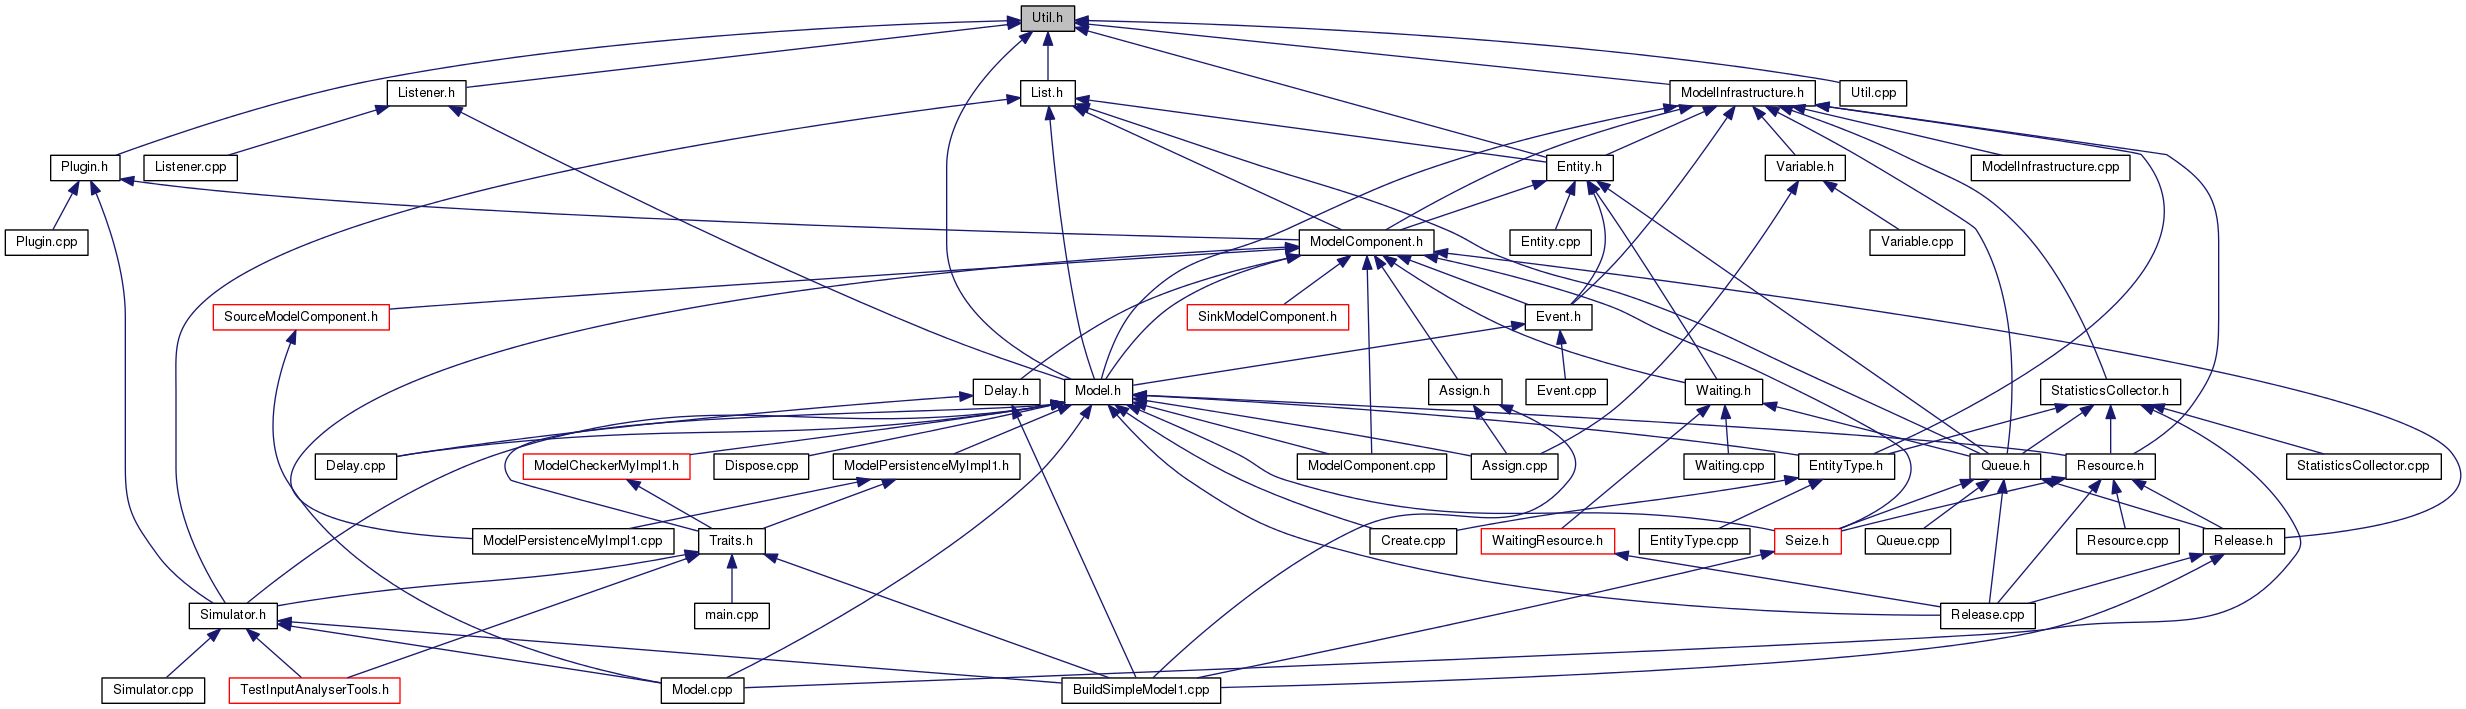 Util.h
Listener.h
List.h
ModelInfrastructure.h
Util.cpp
Plugin.h
Listener.cpp
Entity.h
Variable.h
ModelInfrastructure.cpp
Plugin.cpp
ModelComponent.h
Entity.cpp
Variable.cpp
SourceModelComponent.h
SinkModelComponent.h
Event.h
Delay.h
Model.h
Assign.h
Event.cpp
Waiting.h
StatisticsCollector.h
Delay.cpp
ModelCheckerMyImpl1.h
Dispose.cpp
ModelPersistenceMyImpl1.h
ModelComponent.cpp
Assign.cpp
Waiting.cpp
EntityType.h
Queue.h
Resource.h
StatisticsCollector.cpp
ModelPersistenceMyImpl1.cpp
Traits.h
Create.cpp
WaitingResource.h
EntityType.cpp
Seize.h
Queue.cpp
Resource.cpp
Release.h
Simulator.h
main.cpp
Release.cpp
Simulator.cpp
TestInputAnalyserTools.h
Model.cpp
BuildSimpleModel1.cpp